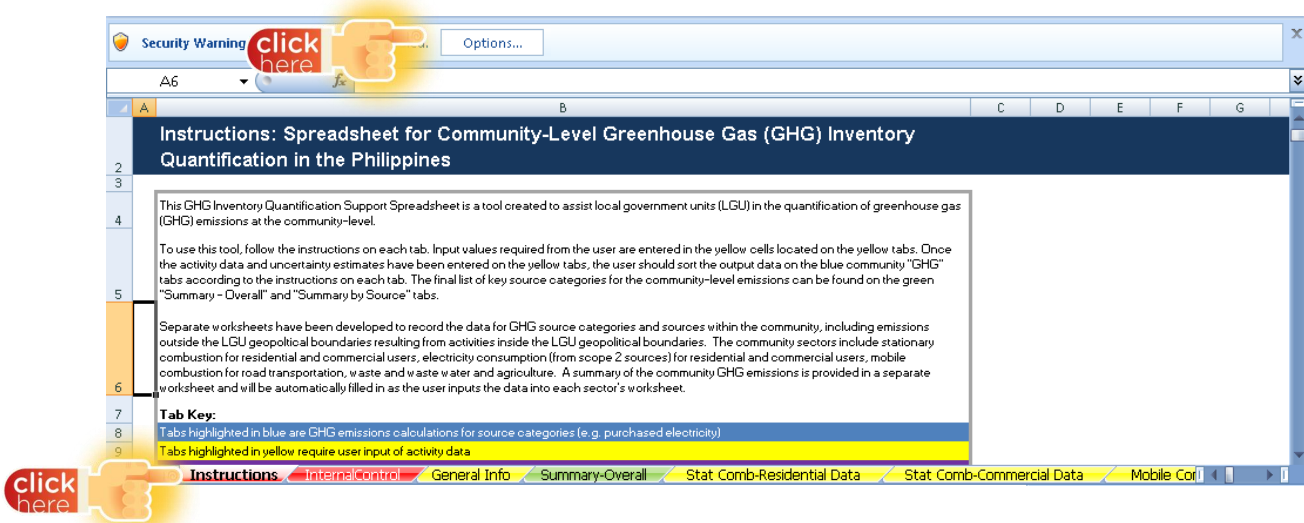 Security Warning
click
here
Options...
A6
fx
A B C D E F G
2
Instructions: Spreadsheet for Community-Level Greenhouse Gas (GHG) Inventory
Quantification in the Philippines
3
4
This GHG Inventory Quantification Support Spreadsheet is a tool created to assist local government units (LGU) in the quantification of greenhouse gas
(GHG) emissions at the community-level.
5
To use this tool, follow the instructions on each tab. Input values required from the user are entered in the yellow cells located on the yellow tabs. Once
the activity data and uncertainty estimates have been entered on the yellow tabs, the user should sort the output data on the blue community "GHG"
tabs according to the instructions on each tab. The final list of key source categories for the community-level emissions can be found on the green
"Summary - Overall" and "Summary by Source" tabs.
6
Separate worksheets have been developed to record the data for GHG source categories and sources within the community, including emissions
outside the LGU geopoltical boundaries resulting from activities inside the LGU geopolitical boundaries. The community sectors include stationary
combustion for residential and commercial users, electricity consumption (from scope 2 sources) for residential and commercial users, mobile
combustion for road transportation, waste and waste water and agriculture. A summary of the community GHG emissions is provided in a separate
worksheet and will be automatically filled in as the user inputs the data into each sector's worksheet.
7 Tab Key:
8 Tabs highlighted in blue are GHG emissions calculations for source categories (e.g. purchased electricity)
9 Tabs highlighted in yellow require user input of activity data
click
here
Instructions InternalControl General Info Summary-Overall Stat Comb-Residential Data Stat Comb-Commercial Data Mobile Co